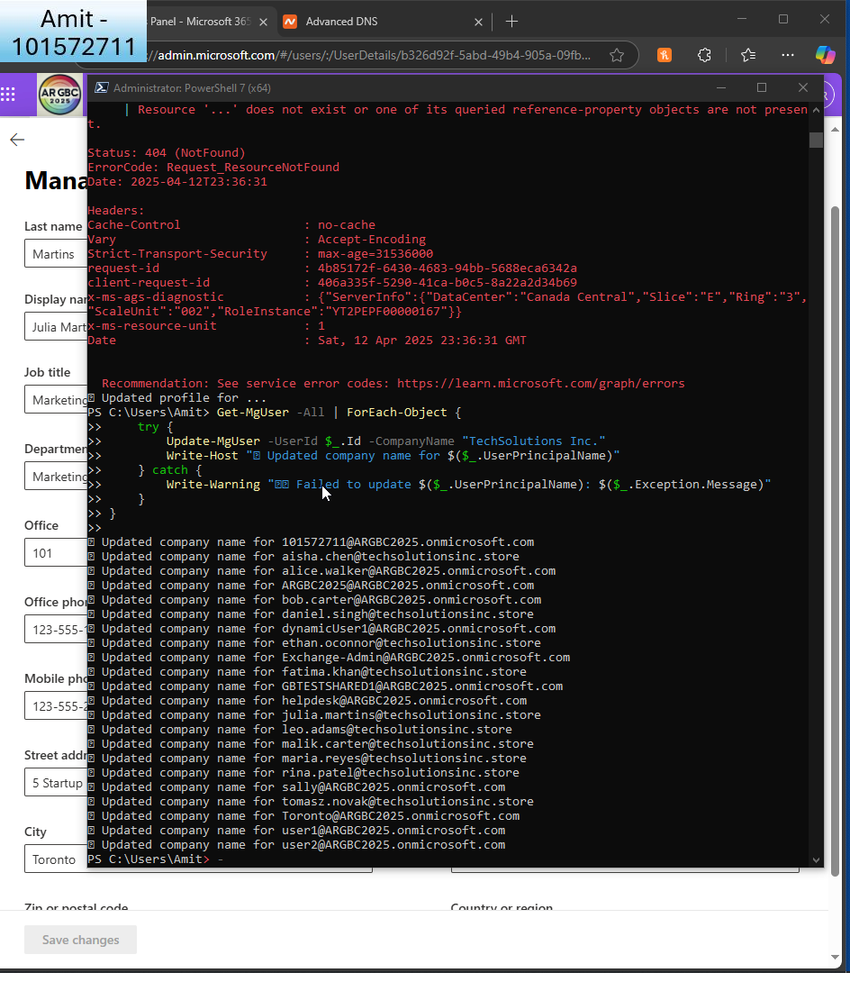 Amit -
101572711
Panel - Microsoft 365
Advanced DNS
//admin.microsoft.com/#/users/:/UserDetails/b326d92f-5abd-49b4-905a-09fb...
AR GBC
2025
Administrator: PowerShell 7 (x64)
| Resource '...' does not exist or one of its queried reference-property objects are not presen
t.
Status: 404 (NotFound)
ErrorCode: Request_ResourceNotFound
Date: 2025-04-12T23:36:31
Headers:
Cache-Control : no-cache
Vary : Accept-Encoding
Strict-Transport-Security : max-age=31536000
request-id : 4b85172f-6430-4683-94bb-5688eca6342a
client-request-id : 406a335f-5290-41ca-b0c5-8a22a2d34b69
x-ms-ags-diagnostic : {"ServerInfo":{"DataCenter":"Canada Central","Slice":"E","Ring":"3",
"ScaleUnit":"002","RoleInstance":"YT2PEPF00000167"}}
x-ms-resource-unit : 1
Date : Sat, 12 Apr 2025 23:36:31 GMT
Recommendation: See service error codes: https://learn.microsoft.com/graph/errors
Updated profile for ...
PS C:\Users\Amit> Get-MgUser -All | ForEach-Object {
>> try {
>> Update-MgUser -UserId $_.Id -CompanyName "TechSolutions Inc."
>> Write-Host " Updated company name for $($_.UserPrincipalName)"
>> } catch {
>> Write-Warning " Failed to update $($_.UserPrincipalName): $($_.Exception.Message)"
>> }
>> }
>>
Updated company name for 101572711@ARGBC2025.onmicrosoft.com
Updated company name for aisha.chen@techsolutionsinc.store
Updated company name for alice.walker@ARGBC2025.onmicrosoft.com
Updated company name for ARGBC2025@ARGBC2025.onmicrosoft.com
Updated company name for bob.carter@ARGBC2025.onmicrosoft.com
Updated company name for daniel.singh@techsolutionsinc.store
Updated company name for dynamicUser1@ARGBC2025.onmicrosoft.com
Updated company name for ethan.oconnor@techsolutionsinc.store
Updated company name for Exchange-Admin@ARGBC2025.onmicrosoft.com
Updated company name for fatima.khan@techsolutionsinc.store
Updated company name for GBTESTSHARED1@ARGBC2025.onmicrosoft.com
Updated company name for helpdesk@ARGBC2025.onmicrosoft.com
Updated company name for julia.martins@techsolutionsinc.store
Updated company name for leo.adams@techsolutionsinc.store
Updated company name for malik.carter@techsolutionsinc.store
Updated company name for maria.reyes@techsolutionsinc.store
Updated company name for rina.patel@techsolutionsinc.store
Updated company name for sally@ARGBC2025.onmicrosoft.com
Updated company name for tomasz.novak@techsolutionsinc.store
Updated company name for Toronto@ARGBC2025.onmicrosoft.com
Updated company name for user1@ARGBC2025.onmicrosoft.com
Updated company name for user2@ARGBC2025.onmicrosoft.com
PS C:\Users\Amit> -
Mana
Last name
Martins
Display nar
Julia Mart
Job title
Marketing
Departmen
Marketing
Office
101
Office phor
123-555-1
Mobile pho
123-555-2
Street addr
5 Startup
City
Toronto
Zip or postal code
Country or region
Save changes